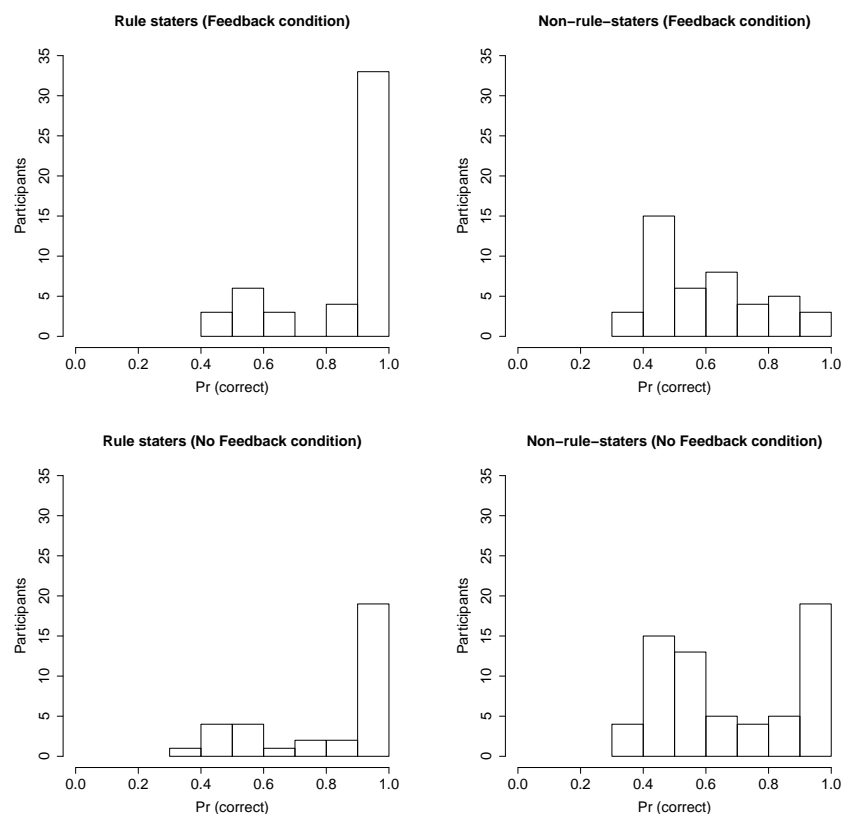 Rule staters (Feedback condition)
Participants
35
30
25
20
15
10
5
0
0.0 0.2 0.4 0.6 0.8 1.0
Pr (correct)
Non−rule−staters (Feedback condition)
Participants
35
30
25
20
15
10
5
0
0.0 0.2 0.4 0.6 0.8 1.0
Pr (correct)
Rule staters (No Feedback condition)
Participants
35
30
25
20
15
10
5
0
0.0 0.2 0.4 0.6 0.8 1.0
Pr (correct)
Non−rule−staters (No Feedback condition)
Participants
35
30
25
20
15
10
5
0
0.0 0.2 0.4 0.6 0.8 1.0
Pr (correct)